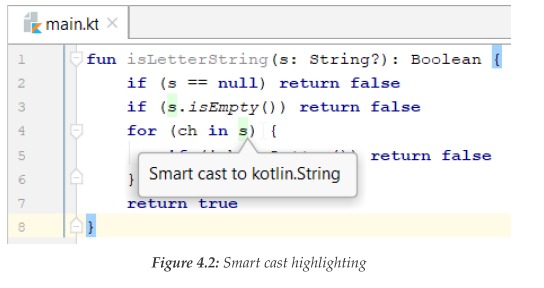 main.kt ×
1 fun isLetterString(s: String?): Boolean {
2 if (s == null) return false
3 if (s.isEmpty()) return false
4 for (ch in s) {
5 return false
Smart cast to kotlin.String
6 }
7 return true
8 }
Figure 4.2: Smart cast highlighting